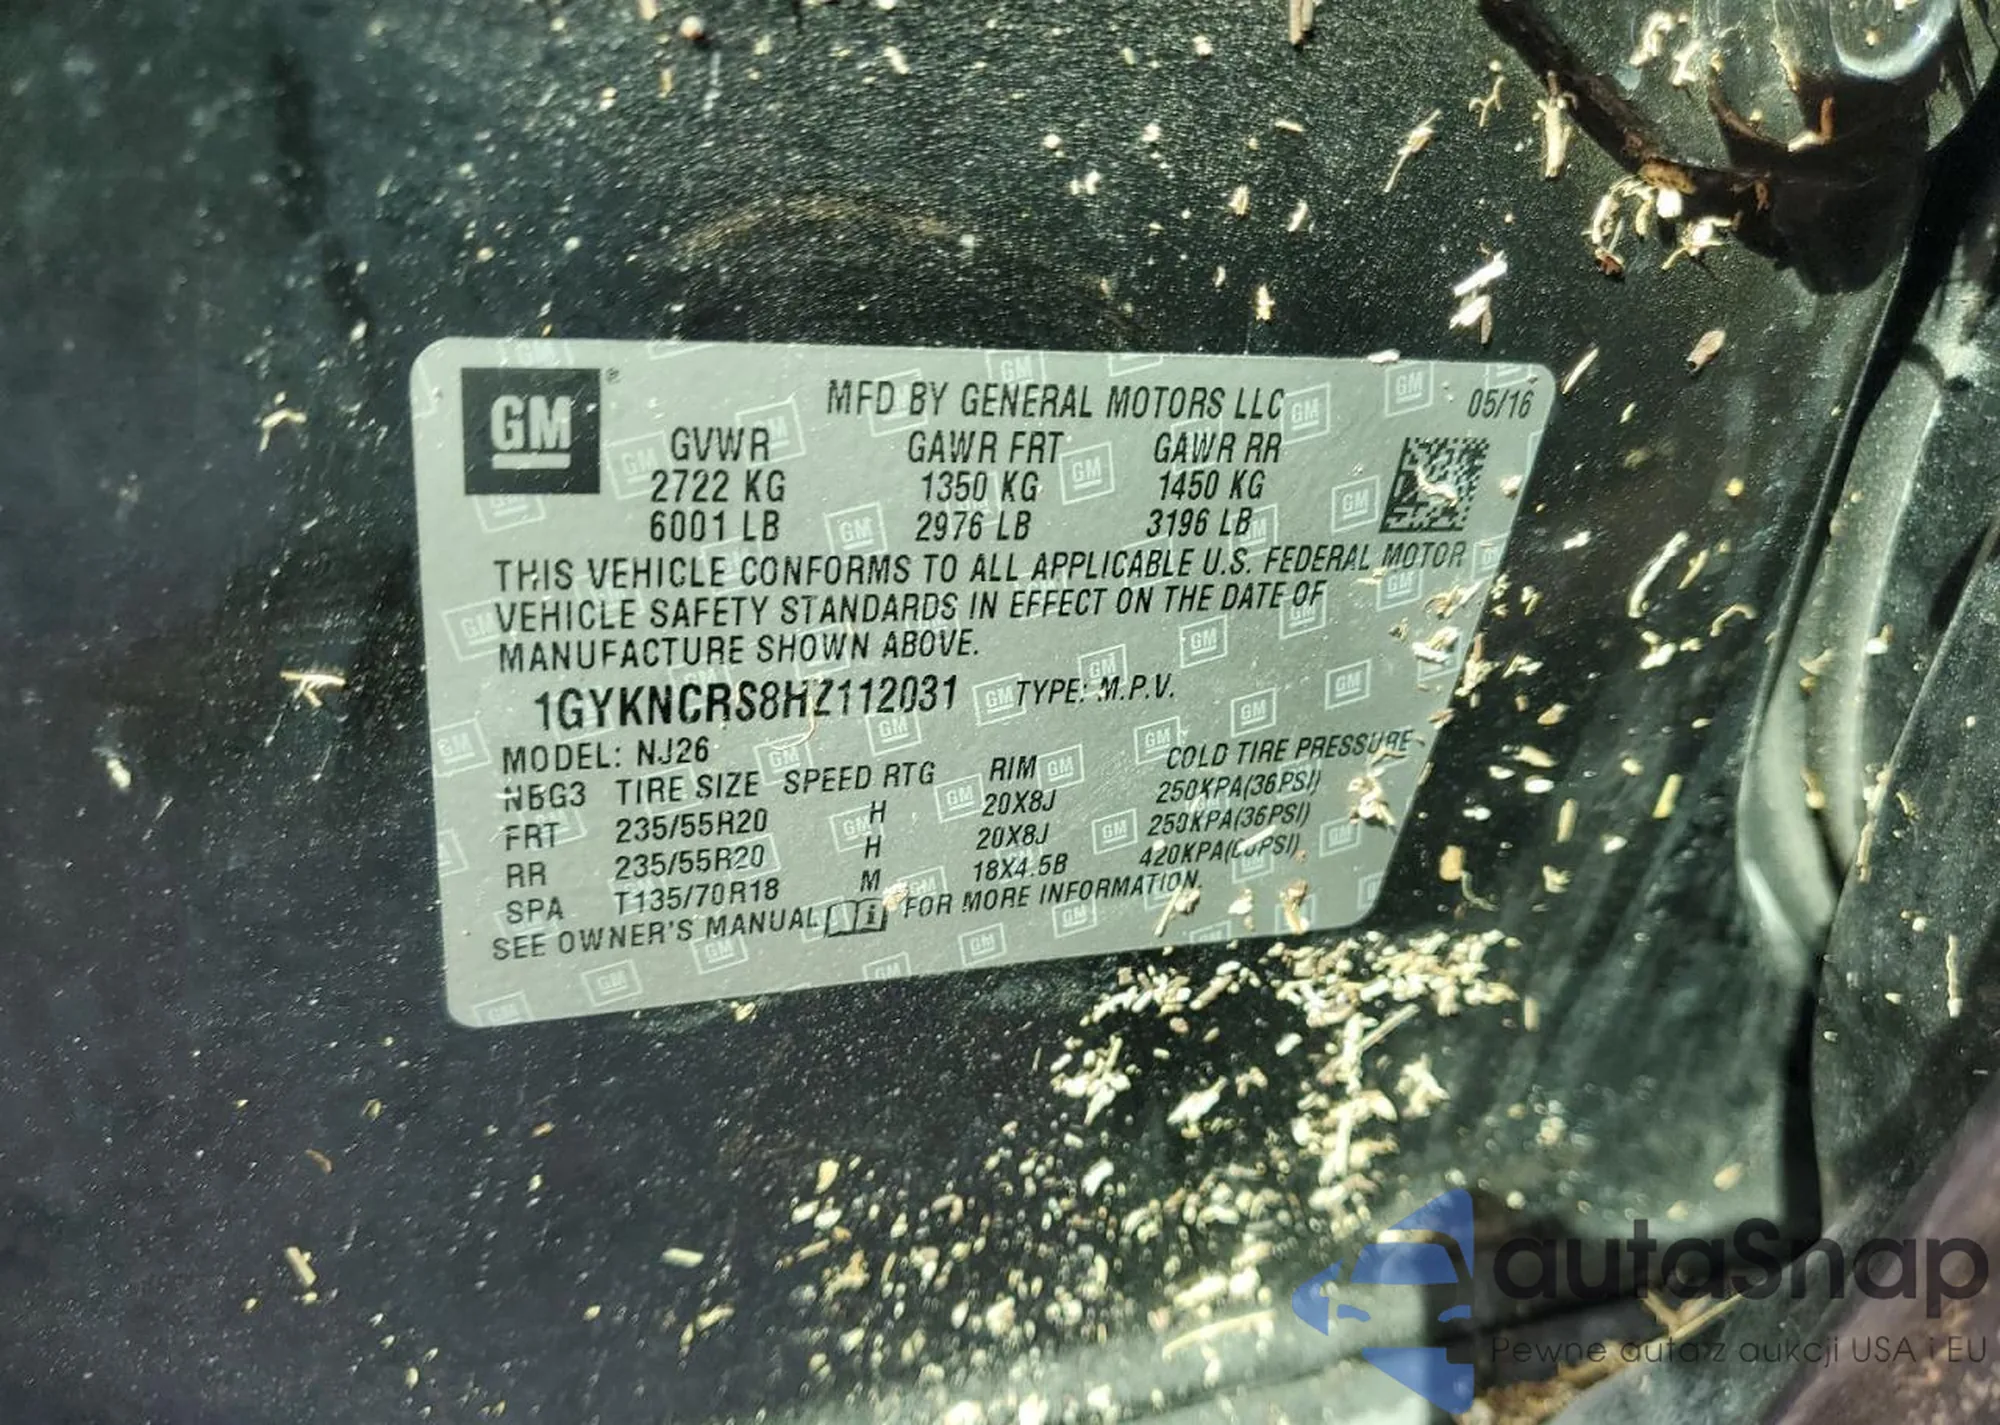 GM ®
MFD BY GENERAL MOTORS LLC 05/16
GVWR GAWR FRT GAWR RR
2722 KG 1350 KG 1450 KG
6001 LB 2976 LB 3196 LB
THIS VEHICLE CONFORMS TO ALL APPLICABLE U.S. FEDERAL MOTOR
VEHICLE SAFETY STANDARDS IN EFFECT ON THE DATE OF
MANUFACTURE SHOWN ABOVE.
1GYKNCRS8HZ112031 TYPE: M.P.V.
MODEL: NJ26
TIRE SIZE SPEED RTG RIM COLD TIRE PRESSURE
FRT 235/55R20 H 20X8J 250KPA(36PSI)
RR 235/55R20 H 20X8J 250KPA(36PSI)
SPA T135/70R18 M 18X4.5B 420KPA(60PSI)
SEE OWNER'S MANUAL FOR MORE INFORMATION.
autaSnap
Pewne auta z aukcji USA i EU